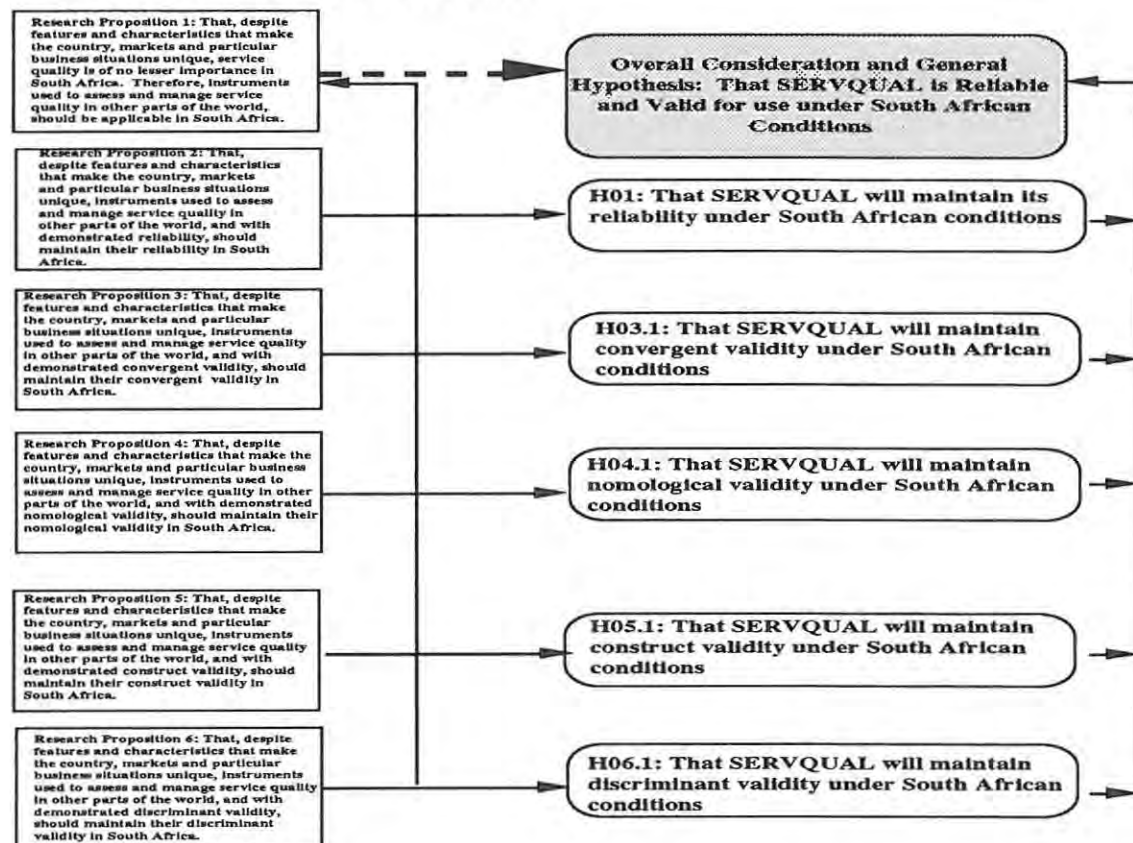 Research Proposition 1: That, despite
features and characteristics that make
the country, markets and particular
business situations unique, service
quality is of no lesser importance in
South Africa. Therefore, instruments
used to assess and manage service
quality in other parts of the world,
should be applicable in South Africa.
Overall Consideration and General
Hypothesis: That SERVQUAL is Reliable
and Valid for use under South African
Conditions
Research Proposition 2: That,
despite features and characteristics
that make the country, markets
and particular business situations
unique, instruments used to assess
and manage service quality in
other parts of the world, and with
demonstrated reliability, should
maintain their reliability in South
Africa.
H01: That SERVQUAL will maintain its
reliability under South African conditions
Research Proposition 3: That, despite
features and characteristics that make
the country, markets and particular
business situations unique, instruments
used to assess and manage service quality
in other parts of the world, and with
demonstrated convergent validity, should
maintain their convergent validity in
South Africa.
H03.1: That SERVQUAL will maintain
convergent validity under South African
conditions
Research Proposition 4: That, despite
features and characteristics that make the
country, markets and particular business
situations unique, instruments used to
assess and manage service quality in other
parts of the world, and with demonstrated
nomological validity, should maintain their
nomological validity in South Africa.
H04.1: That SERVQUAL will maintain
nomological validity under South African
conditions
Research Proposition 5: That, despite
features and characteristics that make
the country, markets and particular
business situations unique, instruments
used to assess and manage service quality
in other parts of the world, and with
demonstrated construct validity, should
maintain their construct validity in
South Africa.
H05.1: That SERVQUAL will maintain
construct validity under South African
conditions
Research Proposition 6: That, despite
features and characteristics that make
the country, markets and particular
business situations unique, instruments
used to assess and manage service quality
in other parts of the world, and with
demonstrated discriminant validity,
should maintain their discriminant
validity in South Africa.
H06.1: That SERVQUAL will maintain
discriminant validity under South African
conditions